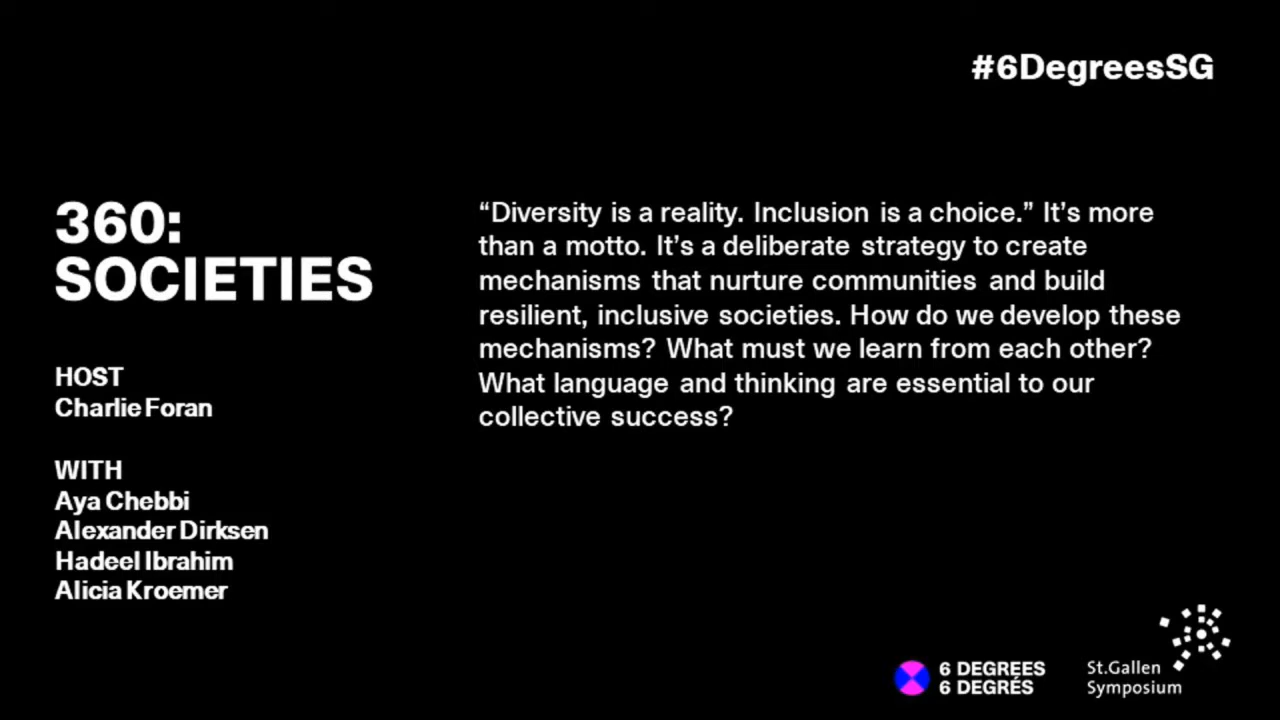 #6DegreesSG
360:
SOCIETIES
HOST
Charlie Foran
WITH
Aya Chebbi
Alexander Dirksen
Hadeel Ibrahim
Alicia Kroemer
“Diversity is a reality. Inclusion is a choice.” It’s more
than a motto. It’s a deliberate strategy to create
mechanisms that nurture communities and build
resilient, inclusive societies. How do we develop these
mechanisms? What must we learn from each other?
What language and thinking are essential to our
collective success?
6 DEGREES
6 DEGRÉS
St.Gallen
Symposium